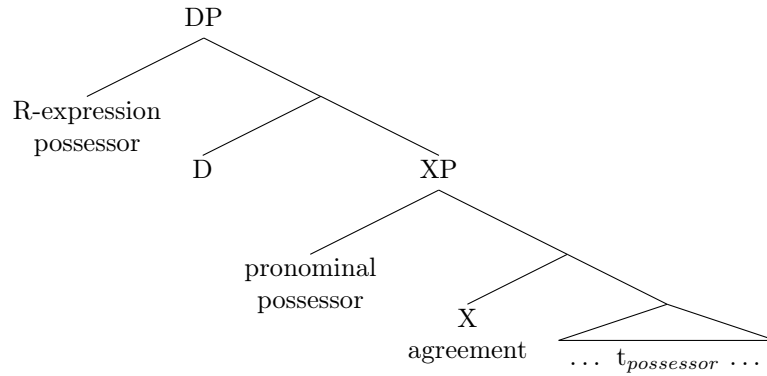 DP
R-expression
possessor
D
XP
pronominal
possessor
X
agreement
... t_possessor ...